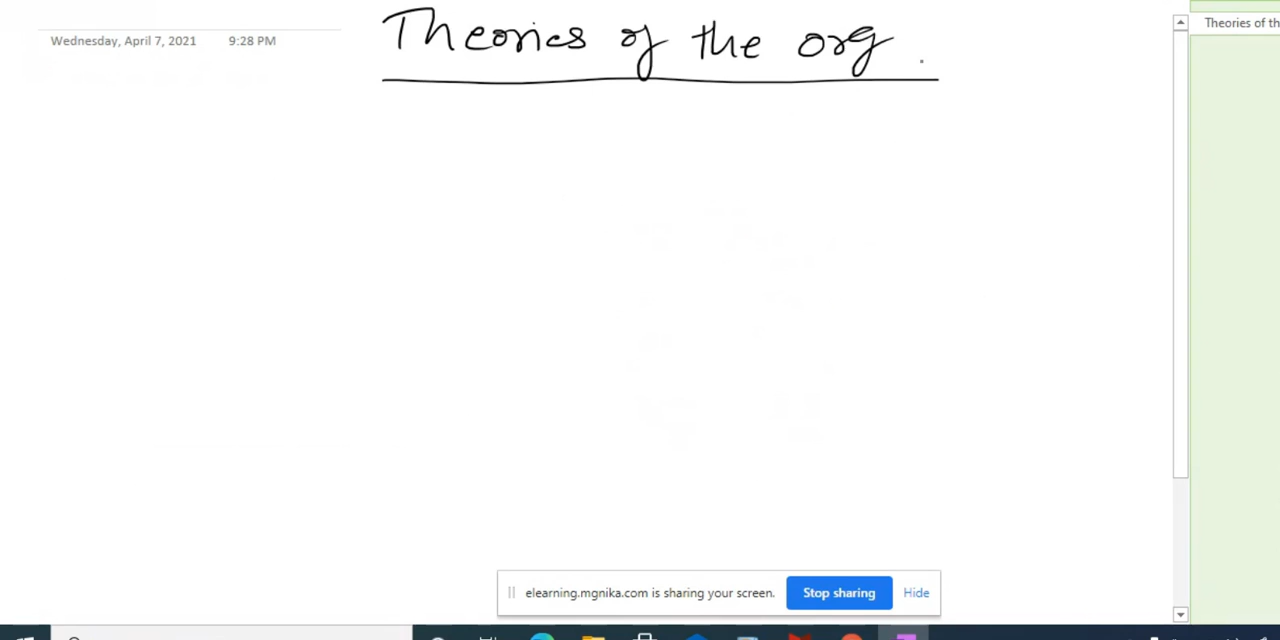 Theories of the org.
Wednesday, April 7, 2021 9:28 PM
Theories of th
elearning.mgnika.com is sharing your screen. Stop sharing Hide